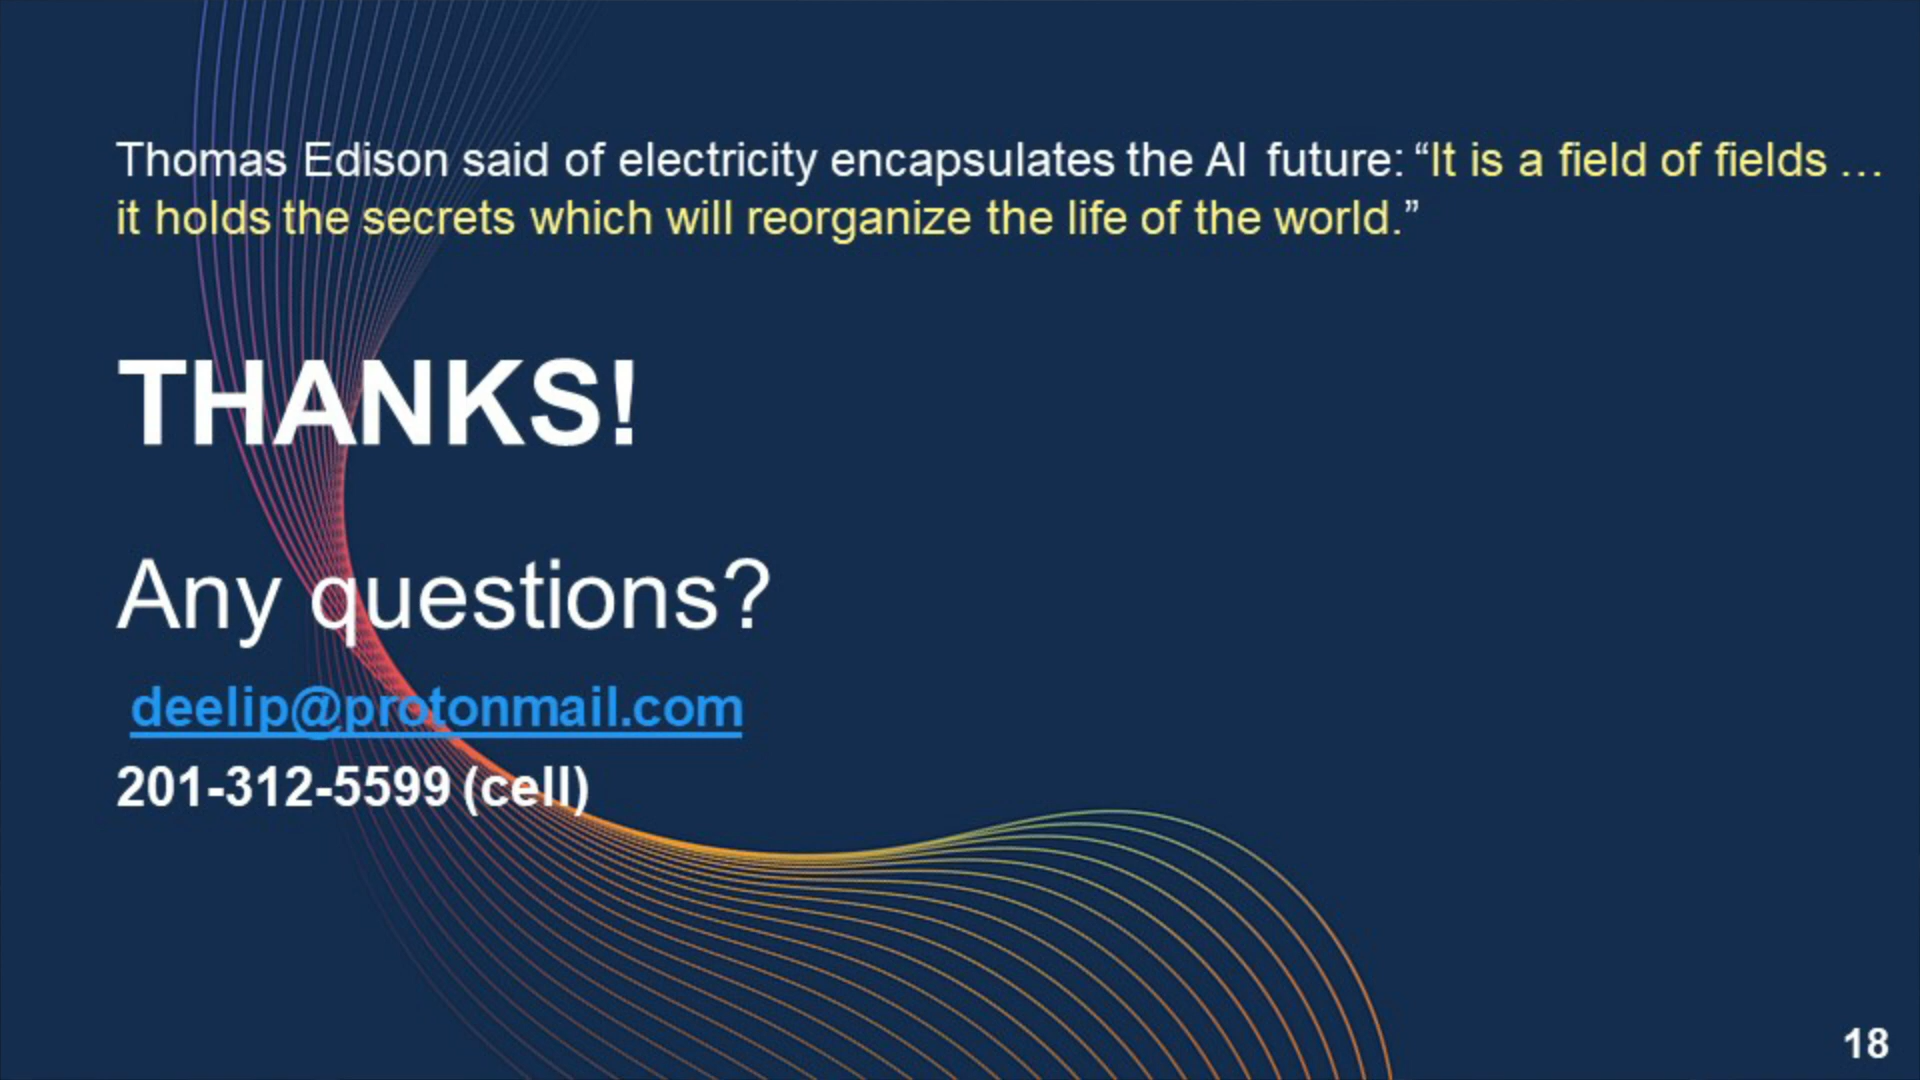 Thomas Edison said of electricity encapsulates the AI future: “It is a field of fields …
it holds the secrets which will reorganize the life of the world.”
THANKS!
Any questions?
deelip@protonmail.com
201-312-5599 (cell)
18